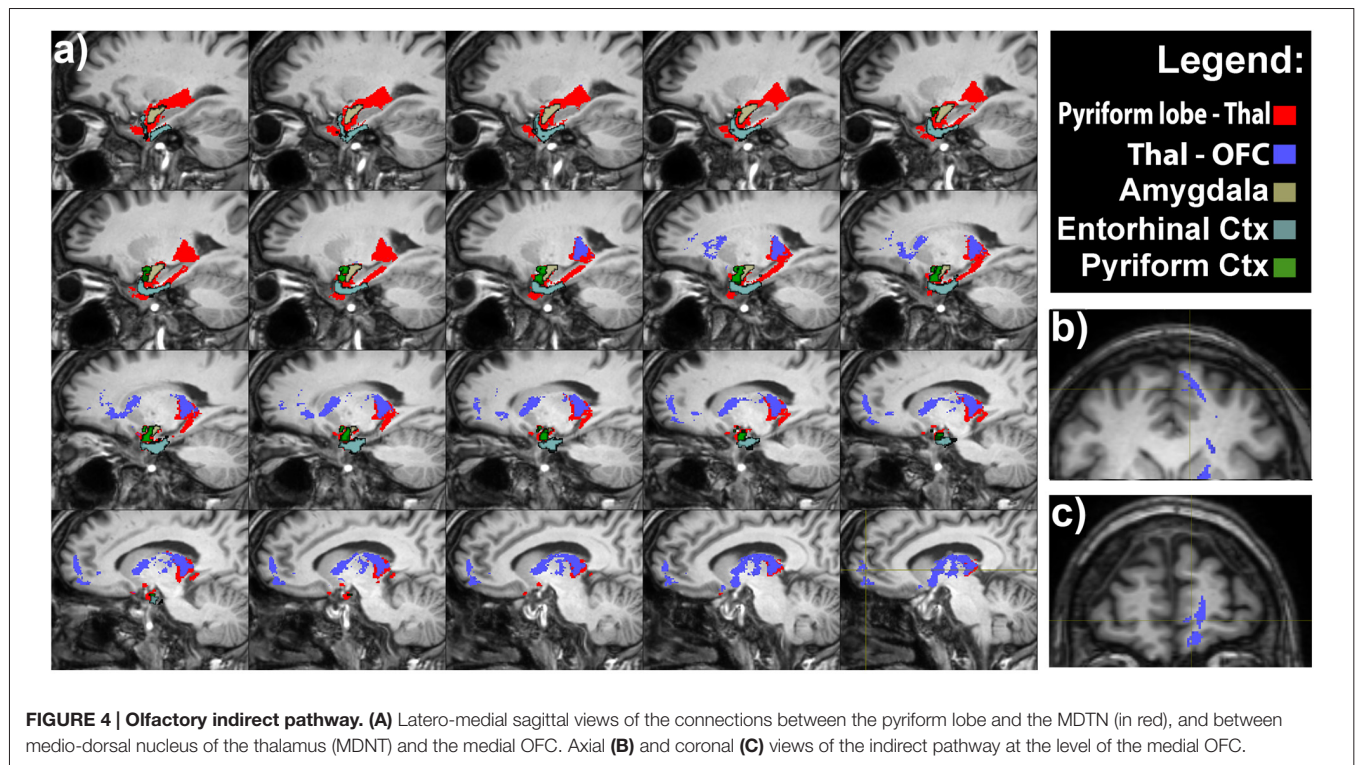 a)
Legend:
Pyriform lobe - Thal
Thal - OFC
Amygdala
Entorhinal Ctx
Pyriform Ctx
b)
c)
FIGURE 4 | Olfactory indirect pathway. (A) Latero-medial sagittal views of the connections between the pyriform lobe and the MDTN (in red), and between
medio-dorsal nucleus of the thalamus (MDNT) and the medial OFC. Axial (B) and coronal (C) views of the indirect pathway at the level of the medial OFC.